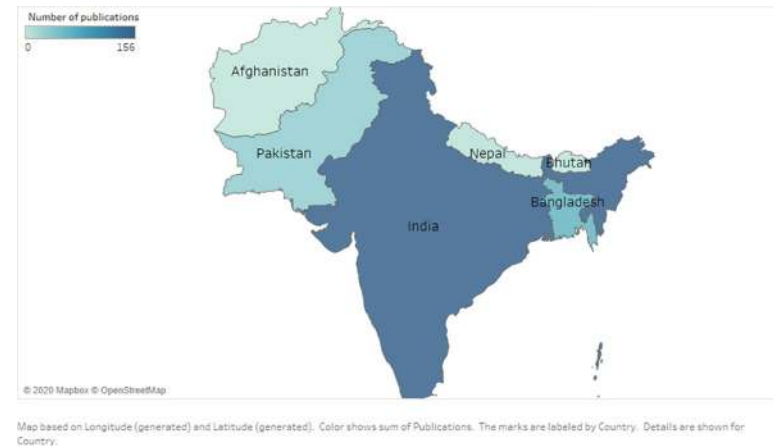 Number of publications
0 156
Afghanistan
Pakistan
Nepal
Bhutan
Bangladesh
India
© 2020 Mapbox © OpenStreetMap
Map based on Longitude (generated) and Latitude (generated). Color shows sum of Publications. The marks are labeled by Country. Details are shown for
Country.